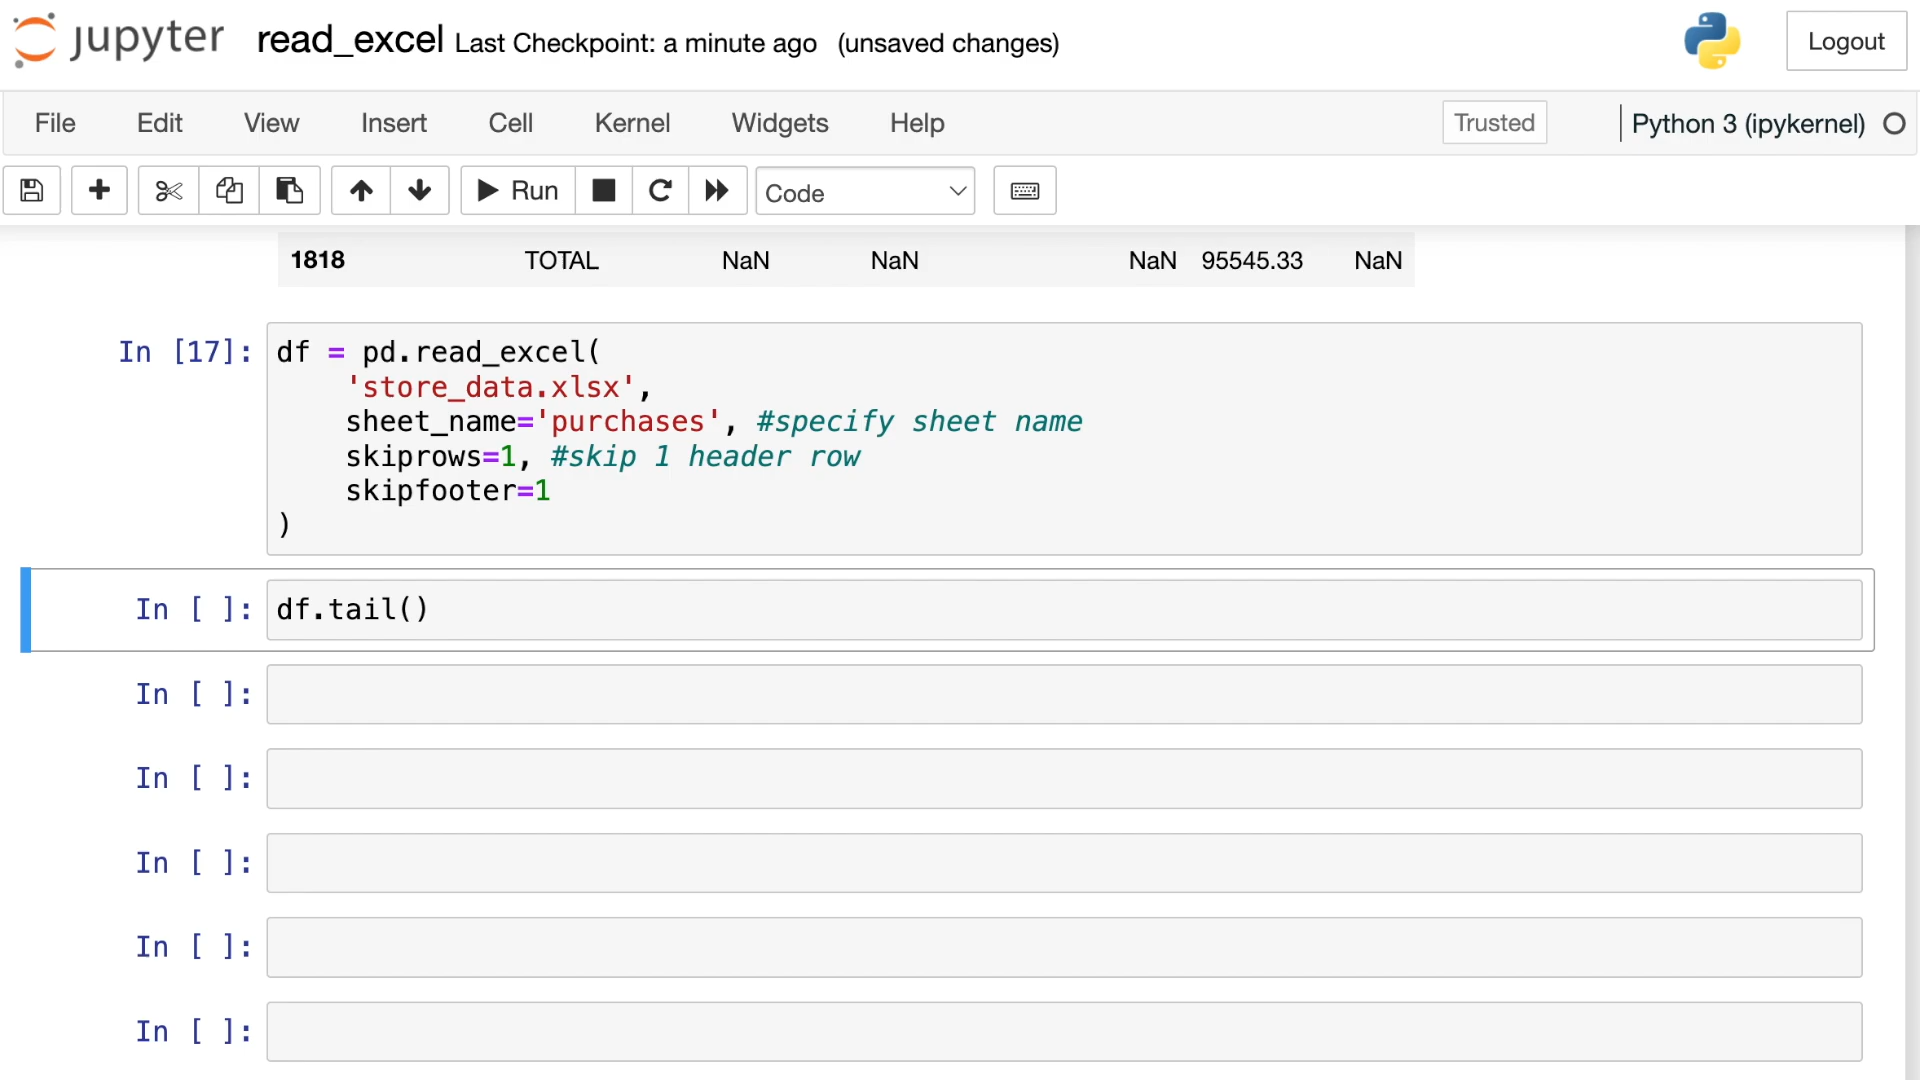 jupyter read_excel Last Checkpoint: a minute ago (unsaved changes) Logout
File Edit View Insert Cell Kernel Widgets Help Trusted Python 3 (ipykernel)
Run Code
1818 TOTAL NaN NaN NaN 95545.33 NaN
In [17]: df = pd.read_excel(
'store_data.xlsx',
sheet_name='purchases', #specify sheet name
skiprows=1, #skip 1 header row
skipfooter=1
)
In [ ]: df.tail()
In [ ]:
In [ ]:
In [ ]:
In [ ]:
In [ ]: